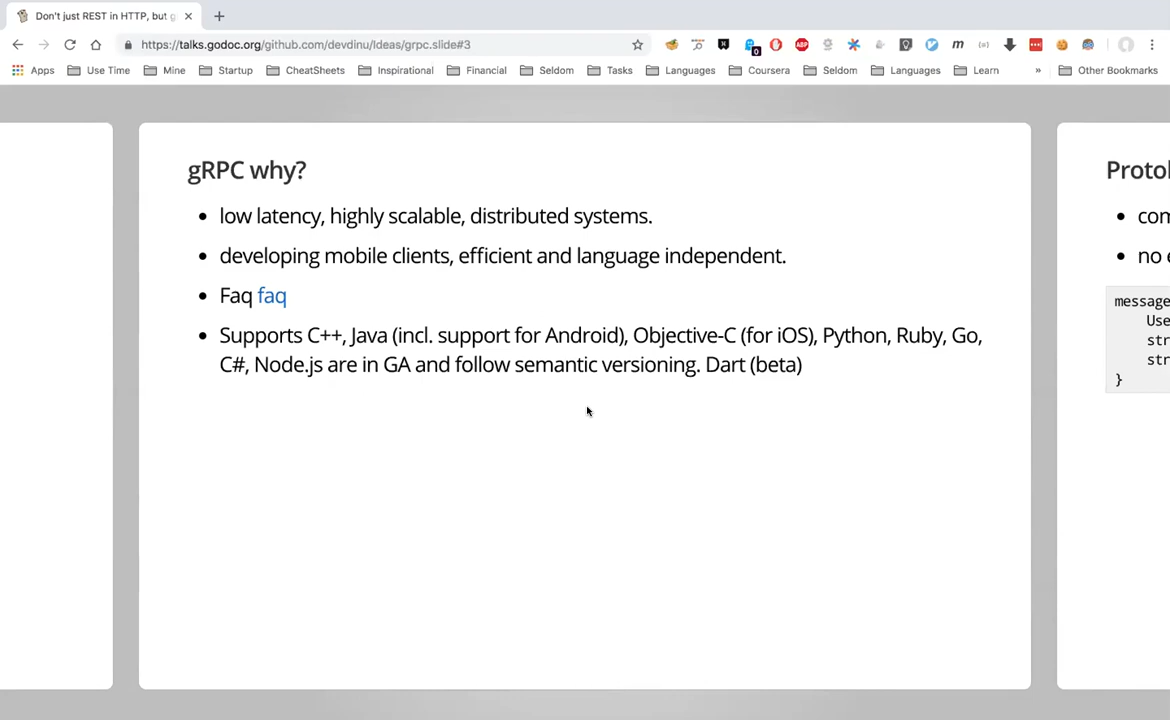 Don't just REST in HTTP, but g
https://talks.godoc.org/github.com/devdinu/Ideas/grpc.slide#3
Apps Use Time Mine Startup CheatSheets Inspirational Financial Seldom Tasks Languages Coursera Seldom Languages Learn » Other Bookmarks
gRPC why?
• low latency, highly scalable, distributed systems.
• developing mobile clients, efficient and language independent.
• Faq faq
• Supports C++, Java (incl. support for Android), Objective-C (for iOS), Python, Ruby, Go,
C#, Node.js are in GA and follow semantic versioning. Dart (beta)
Proto
• com
• no e
message
Use
str
str
}